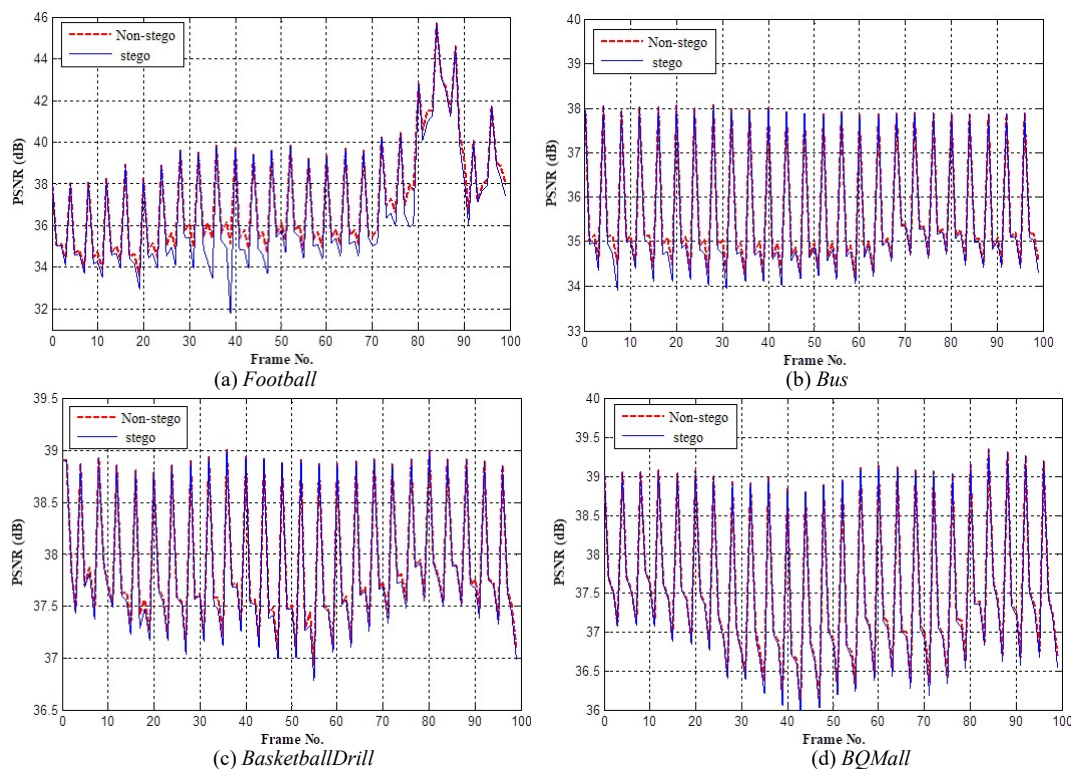 46
44
42
40
38
36
34
32
PSNR (dB)
Non-stego
stego
0 10 20 30 40 50 60 70 80 90 100
Frame No.
(a) Football
40
39
38
37
36
35
34
33
PSNR (dB)
Non-stego
stego
0 10 20 30 40 50 60 70 80 90 100
Frame No.
(b) Bus
39.5
39
38.5
38
37.5
37
36.5
PSNR (dB)
Non-stego
stego
0 10 20 30 40 50 60 70 80 90 100
Frame No.
(c) BasketballDrill
40
39.5
39
38.5
38
37.5
37
36.5
36
PSNR (dB)
Non-stego
stego
0 10 20 30 40 50 60 70 80 90 100
Frame No.
(d) BQMall